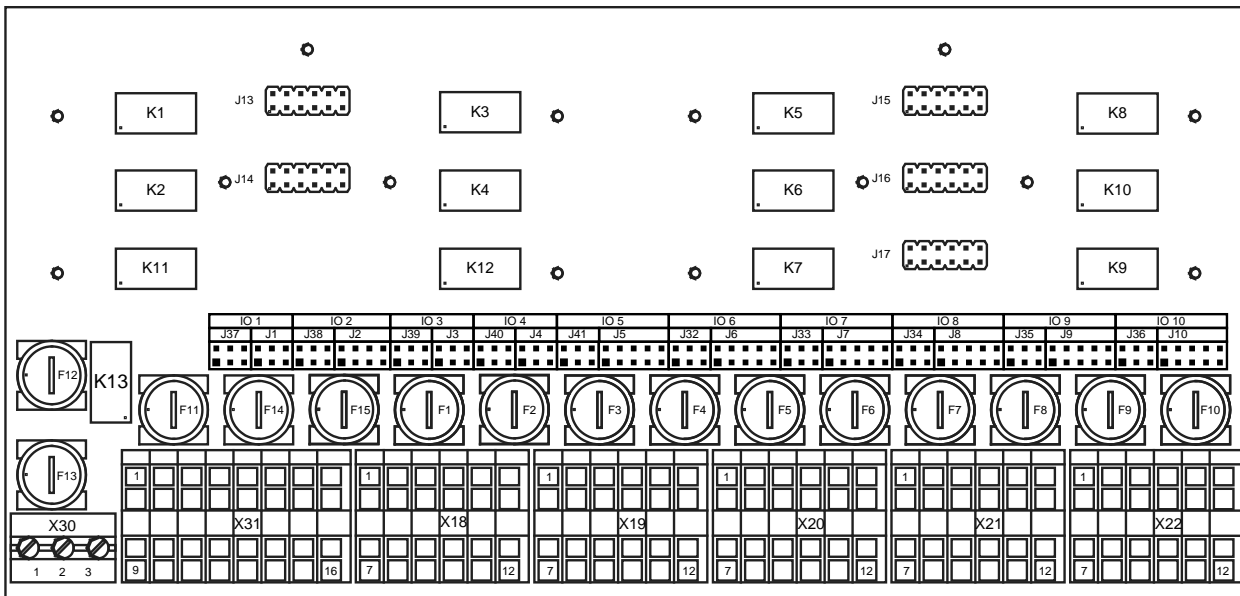 K1 J13 K3 K5 J15 K8
K2 J14 K4 K6 J16 K10
K11 K12 K7 J17 K9
IO 1 IO 2 IO 3 IO 4 IO 5 IO 6 IO 7 IO 8 IO 9 IO 10
J37 J1 J38 J2 J39 J3 J40 J4 J41 J5 J32 J6 J33 J7 J34 J8 J35 J9 J36 J10
F12 K13
F11 F14 F15 F1 F2 F3 F4 F5 F6 F7 F8 F9 F10
F13
1 1 1 1 1 1
X30 X31 X18 X19 X20 X21 X22
1 2 3 9 16 7 12 7 12 7 12 7 12 7 12